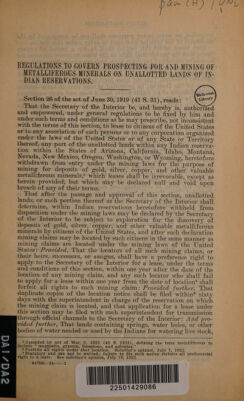 REGULATIONS TO GOVERN PROSPECTING FOR AND MINING OF
METALLIFEROUS MINERALS ON UNALLOTTED LANDS OF IN-
DIAN RESERVATIONS.
Section 26 of the act of June 30, 1919 (41 S. 31), reads:
That the Secretary of the Interior be, and hereby is, authorized
and empowered, under general regulations to be fixed by him and
under such terms and conditions as he may prescribe, not inconsistent
with the terms of this section, to lease to citizens of the United States
or to any association of such persons or to any corporation organized
under the laws of the United States or of any State or Territory
thereof, any part of the unallotted lands within any Indian reserva-
tion within the States of Arizona, California, Idaho, Montana,
Nevada, New Mexico, Oregon, Washington, or Wyoming, heretofore
withdrawn from entry under the mining laws for the purpose of
mining for deposits of gold, silver, copper, and other valuable
metalliferous minerals, which leases shall be irrevocable, except as
herein provided, but which may be declared null and void upon
breach of any of their terms.
That after the passage and approval of this section, unallotted
lands, or such portion thereof as the Secretary of the Interior shall
determine, within Indian reservations heretofore withheld from
disposition under the mining laws may be declared by the Secretary
of the Interior to be subject to exploration for the discovery of
deposits of gold, silver, copper, and other valuable metalliferous
minerals by citizens of the United States, and after such declaration
mining claims may be located by such citizens in the same manner as
mining claims are located under the mining laws of the United
States: Provided, That the locators of all such mining claims, or
their heirs, successors, or assigns, shall have a preference right to
apply to the Secretary of the Interior for a lease, under the terms
and conditions of this section, within one year after the date of the
location of any mining claim, and any such locator who shall fail
to apply for a lease within one year from the date of location shall
forfeit all rights to such mining claim: Provided further, That
duplicate copies of the location notice shall be filed within sixty
days with the superintendent in charge of the reservation on which
the mining claim is located, and that application for a lease under
this section may be filed with such superintendent for transmission
through official channels to the Secretary of the Interior: And pro-
vided further, That lands containing springs, water holes, or other
bodies of water needed or used by the Indians for watering live stock,
22501429086
DA1/DA2